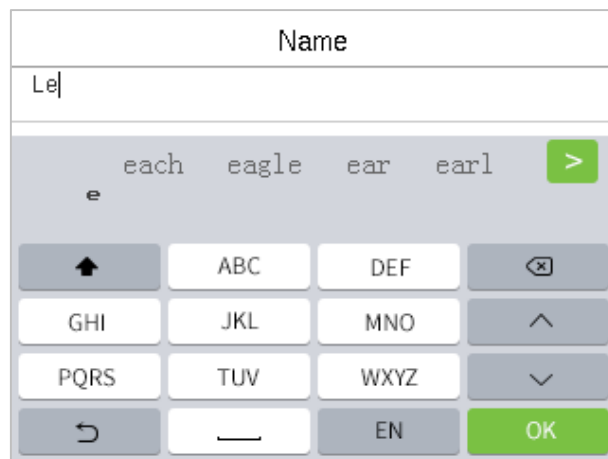 Name
Le
each eagle ear earl >
e
ABC DEF
GHI JKL MNO
PQRS TUV WXYZ
EN OK